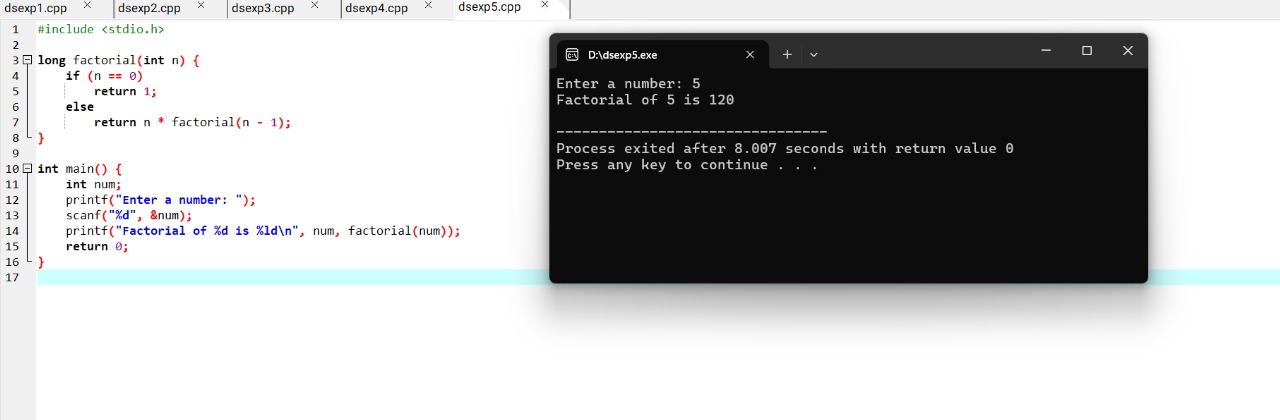 dsexp1.cpp dsexp2.cpp dsexp3.cpp dsexp4.cpp dsexp5.cpp
1 #include <stdio.h>
2
3 long factorial(int n) {
4 if (n == 0)
5 return 1;
6 else
7 return n * factorial(n - 1);
8 }
9
10 int main() {
11 int num;
12 printf("Enter a number: ");
13 scanf("%d", &num);
14 printf("Factorial of %d is %ld\n", num, factorial(num));
15 return 0;
16 }
17
D:\dsexp5.exe
Enter a number: 5
Factorial of 5 is 120
--------------------------------
Process exited after 8.007 seconds with return value 0
Press any key to continue . . .